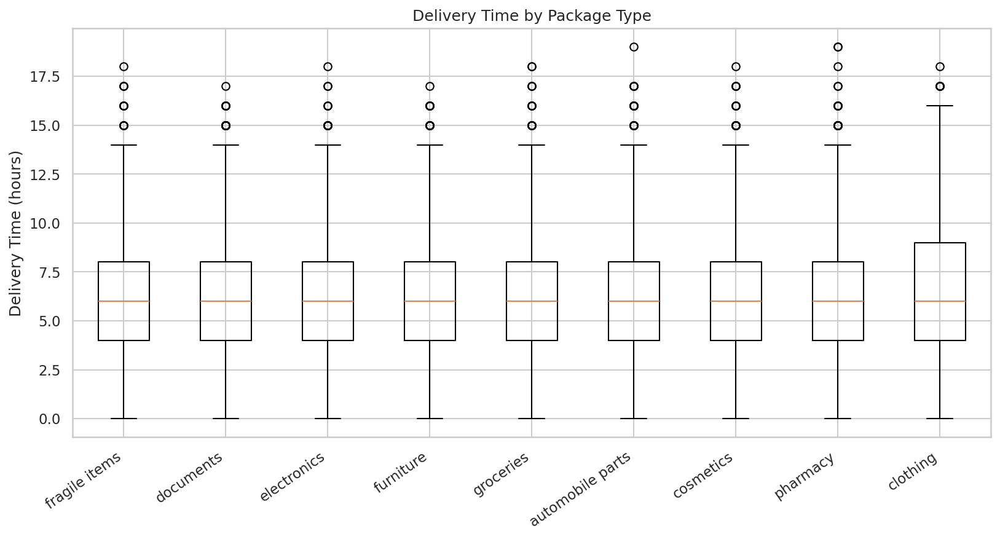 Delivery Time by Package Type
Delivery Time (hours)
17.5
15.0
12.5
10.0
7.5
5.0
2.5
0.0
fragile items
documents
electronics
furniture
groceries
automobile parts
cosmetics
pharmacy
clothing